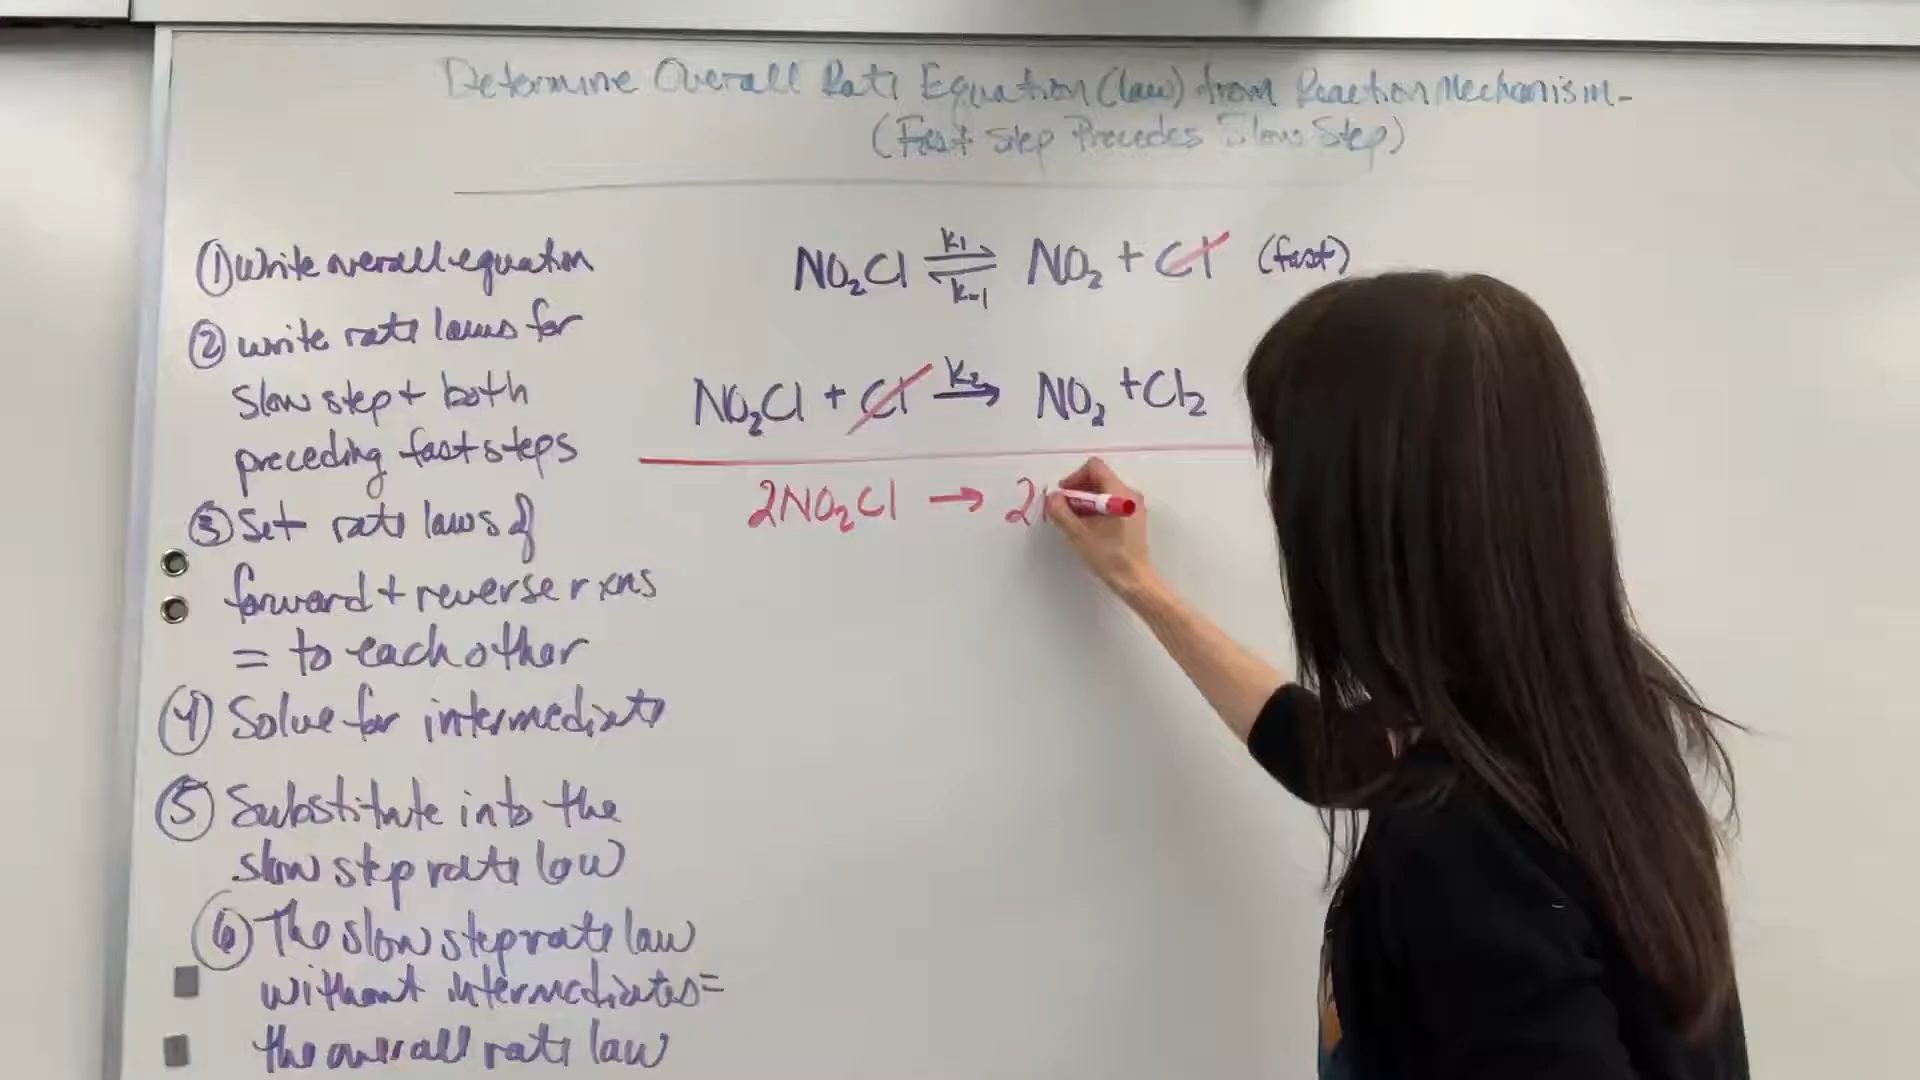 Determine Overall Rate Equation (law) from Reaction Mechanism-
(Fast Step Precedes Slow Step)
① Write overall equation
② write rate laws for
slow step + both
preceding fast steps
③ Set rate laws of
forward + reverse rxns
= to each other
④ Solve for intermediate
⑤ Substitute into the
slow step rate law
⑥ The slow step rate law
without intermediates =
the overall rate law
k₁
NO₂Cl ⇌ NO₂ + Cl (fast)
k₋₁
k₂
NO₂Cl + Cl → NO₂ + Cl₂
2NO₂Cl → 2